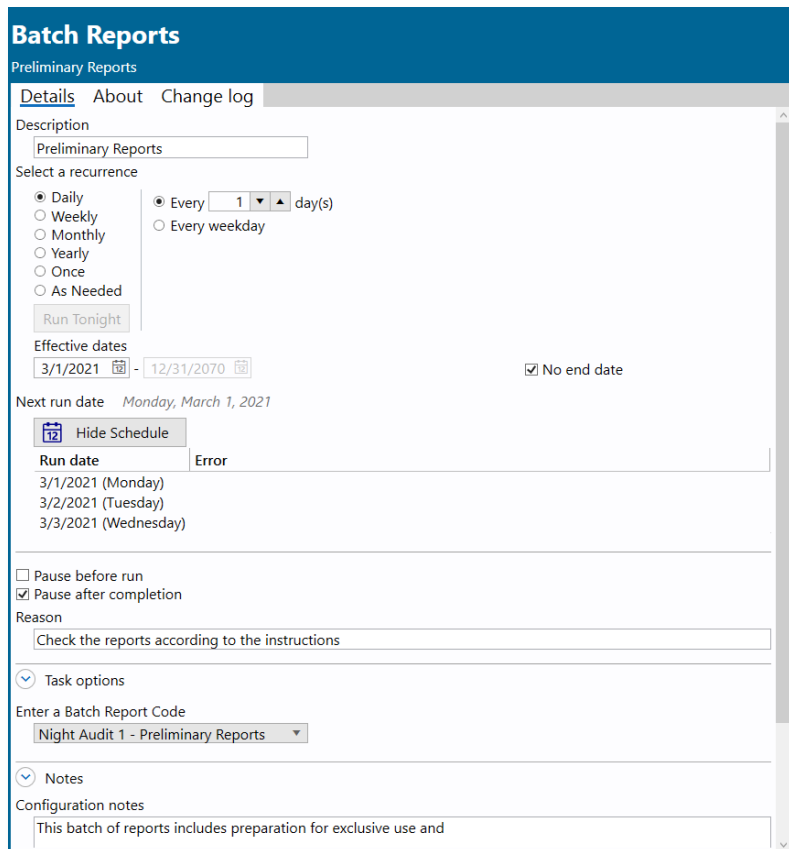 Batch Reports
Preliminary Reports
Details About Change log
Description
Preliminary Reports
Select a recurrence
Daily
Weekly
Monthly
Yearly
Once
As Needed
Every 1 day(s)
Every weekday
Run Tonight
Effective dates
3/1/2021 12 - 12/31/2070 12 No end date
Next run date Monday, March 1, 2021
12 Hide Schedule
Run date Error
3/1/2021 (Monday)
3/2/2021 (Tuesday)
3/3/2021 (Wednesday)
Pause before run
Pause after completion
Reason
Check the reports according to the instructions
Task options
Enter a Batch Report Code
Night Audit 1 - Preliminary Reports
Notes
Configuration notes
This batch of reports includes preparation for exclusive use and